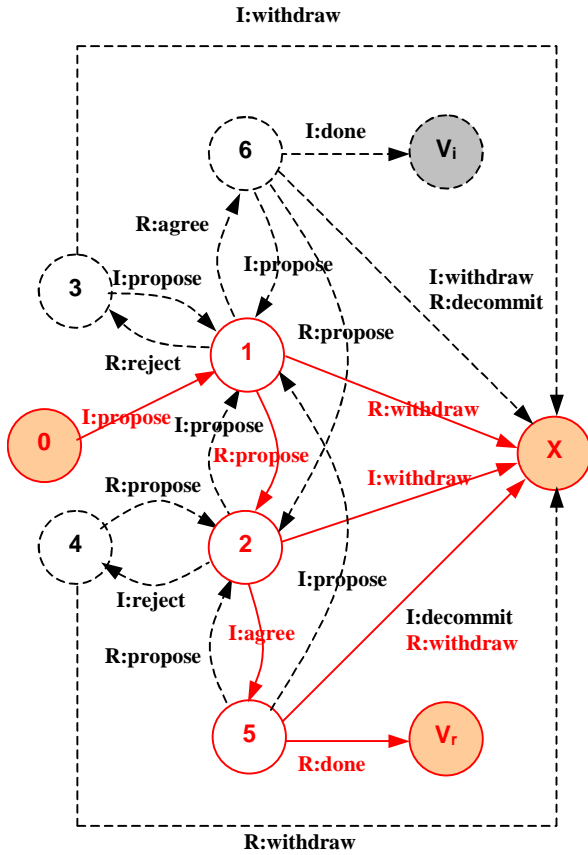 I:withdraw
I:done
6
Vi
R:agree
I:propose
3
I:propose
I:withdraw
R:decommit
R:propose
1
R:reject
R:withdraw
0
I:propose
I:propose
R:propose
X
I:withdraw
R:propose
4
2
I:propose
I:reject
I:decommit
I:agree
R:withdraw
R:propose
5
Vr
R:done
R:withdraw